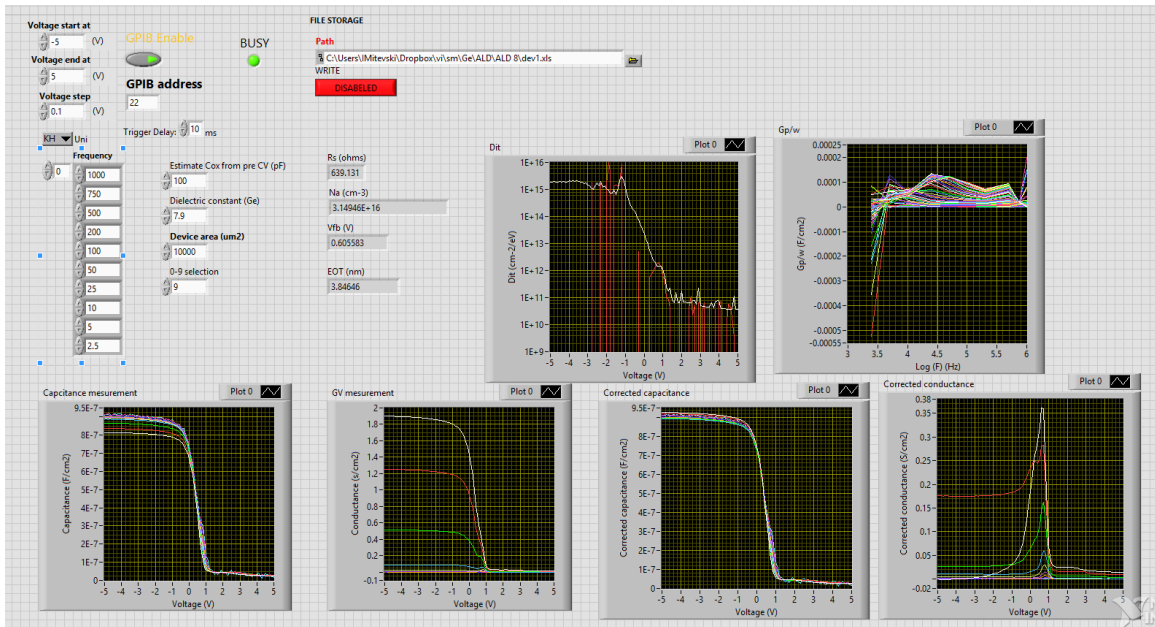 Voltage start at
-5 (V)
Voltage end at
5 (V)
Voltage step
0.1 (V)
KH Uni
GPIB Enable
BUSY
GPIB address
22
Trigger Delay: 10 ms
FILE STORAGE
Path
C:\Users\IMitevski\Dropbox\vi\sm\Ge\ALD\ALD 8\dev1.xls
WRITE
DISABLED
0
Frequency
1000
750
500
200
100
50
25
10
5
2.5
Estimate Cox from pre CV (pF)
100
Dielectric constant (Ge)
7.9
Device area (um2)
10000
0-9 selection
9
Rs (ohms)
639.131
Na (cm-3)
3.14946E+16
Vfb (V)
0.605583
EOT (nm)
3.84646
Dit
Plot 0
Dit (cm-2/eV)
1E+16
1E+15
1E+14
1E+13
1E+12
1E+11
1E+10
1E+9
-5 -4 -3 -2 -1 0 1 2 3 4 5
Voltage (V)
Gp/w
Plot 0
Gp/w (F/cm2)
0.00025
0.0002
0.0001
0
-0.0001
-0.0002
-0.0003
-0.0004
-0.0005
-0.00055
3 3.5 4 4.5 5 5.5 6
Log (F) (Hz)
Capcitance mesurement
Plot 0
Capacitance (F/cm2)
9.5E-7
8E-7
7E-7
6E-7
5E-7
4E-7
3E-7
2E-7
1E-7
0
-5 -4 -3 -2 -1 0 1 2 3 4 5
Voltage (V)
GV mesurement
Plot 0
Conductance (s/cm2)
2
1.8
1.6
1.4
1.2
1
0.8
0.6
0.4
0.2
-0.1
-5 -4 -3 -2 -1 0 1 2 3 4 5
Voltage (V)
Corrected capacitance
Plot 0
Corrected capacitance (F/cm2)
9.5E-7
8E-7
7E-7
6E-7
5E-7
4E-7
3E-7
2E-7
1E-7
0
-5 -4 -3 -2 -1 0 1 2 3 4 5
Voltage (V)
Corrected conductance
Plot 0
Corrected conductance (S/cm2)
0.38
0.35
0.3
0.25
0.2
0.15
0.1
0.05
-0.02
-5 -4 -3 -2 -1 0 1 2 3 4 5
Voltage (V)